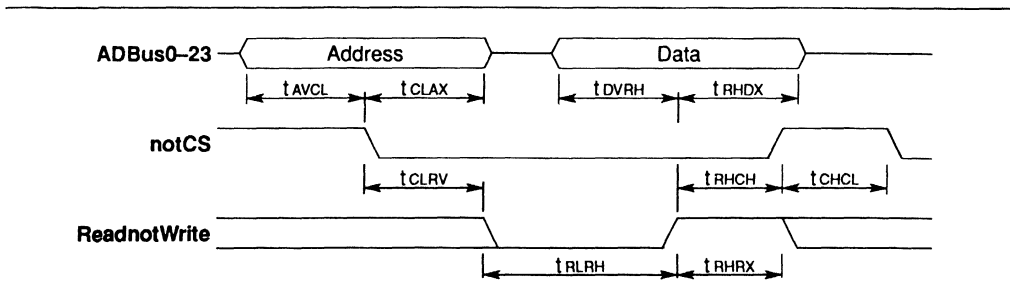 ADBus0–23 Address Data
tAVCL tCLAX tDVRH tRHDX
notCS
tCLRV tRHCH tCHCL
ReadnotWrite
tRLRH tRHRX